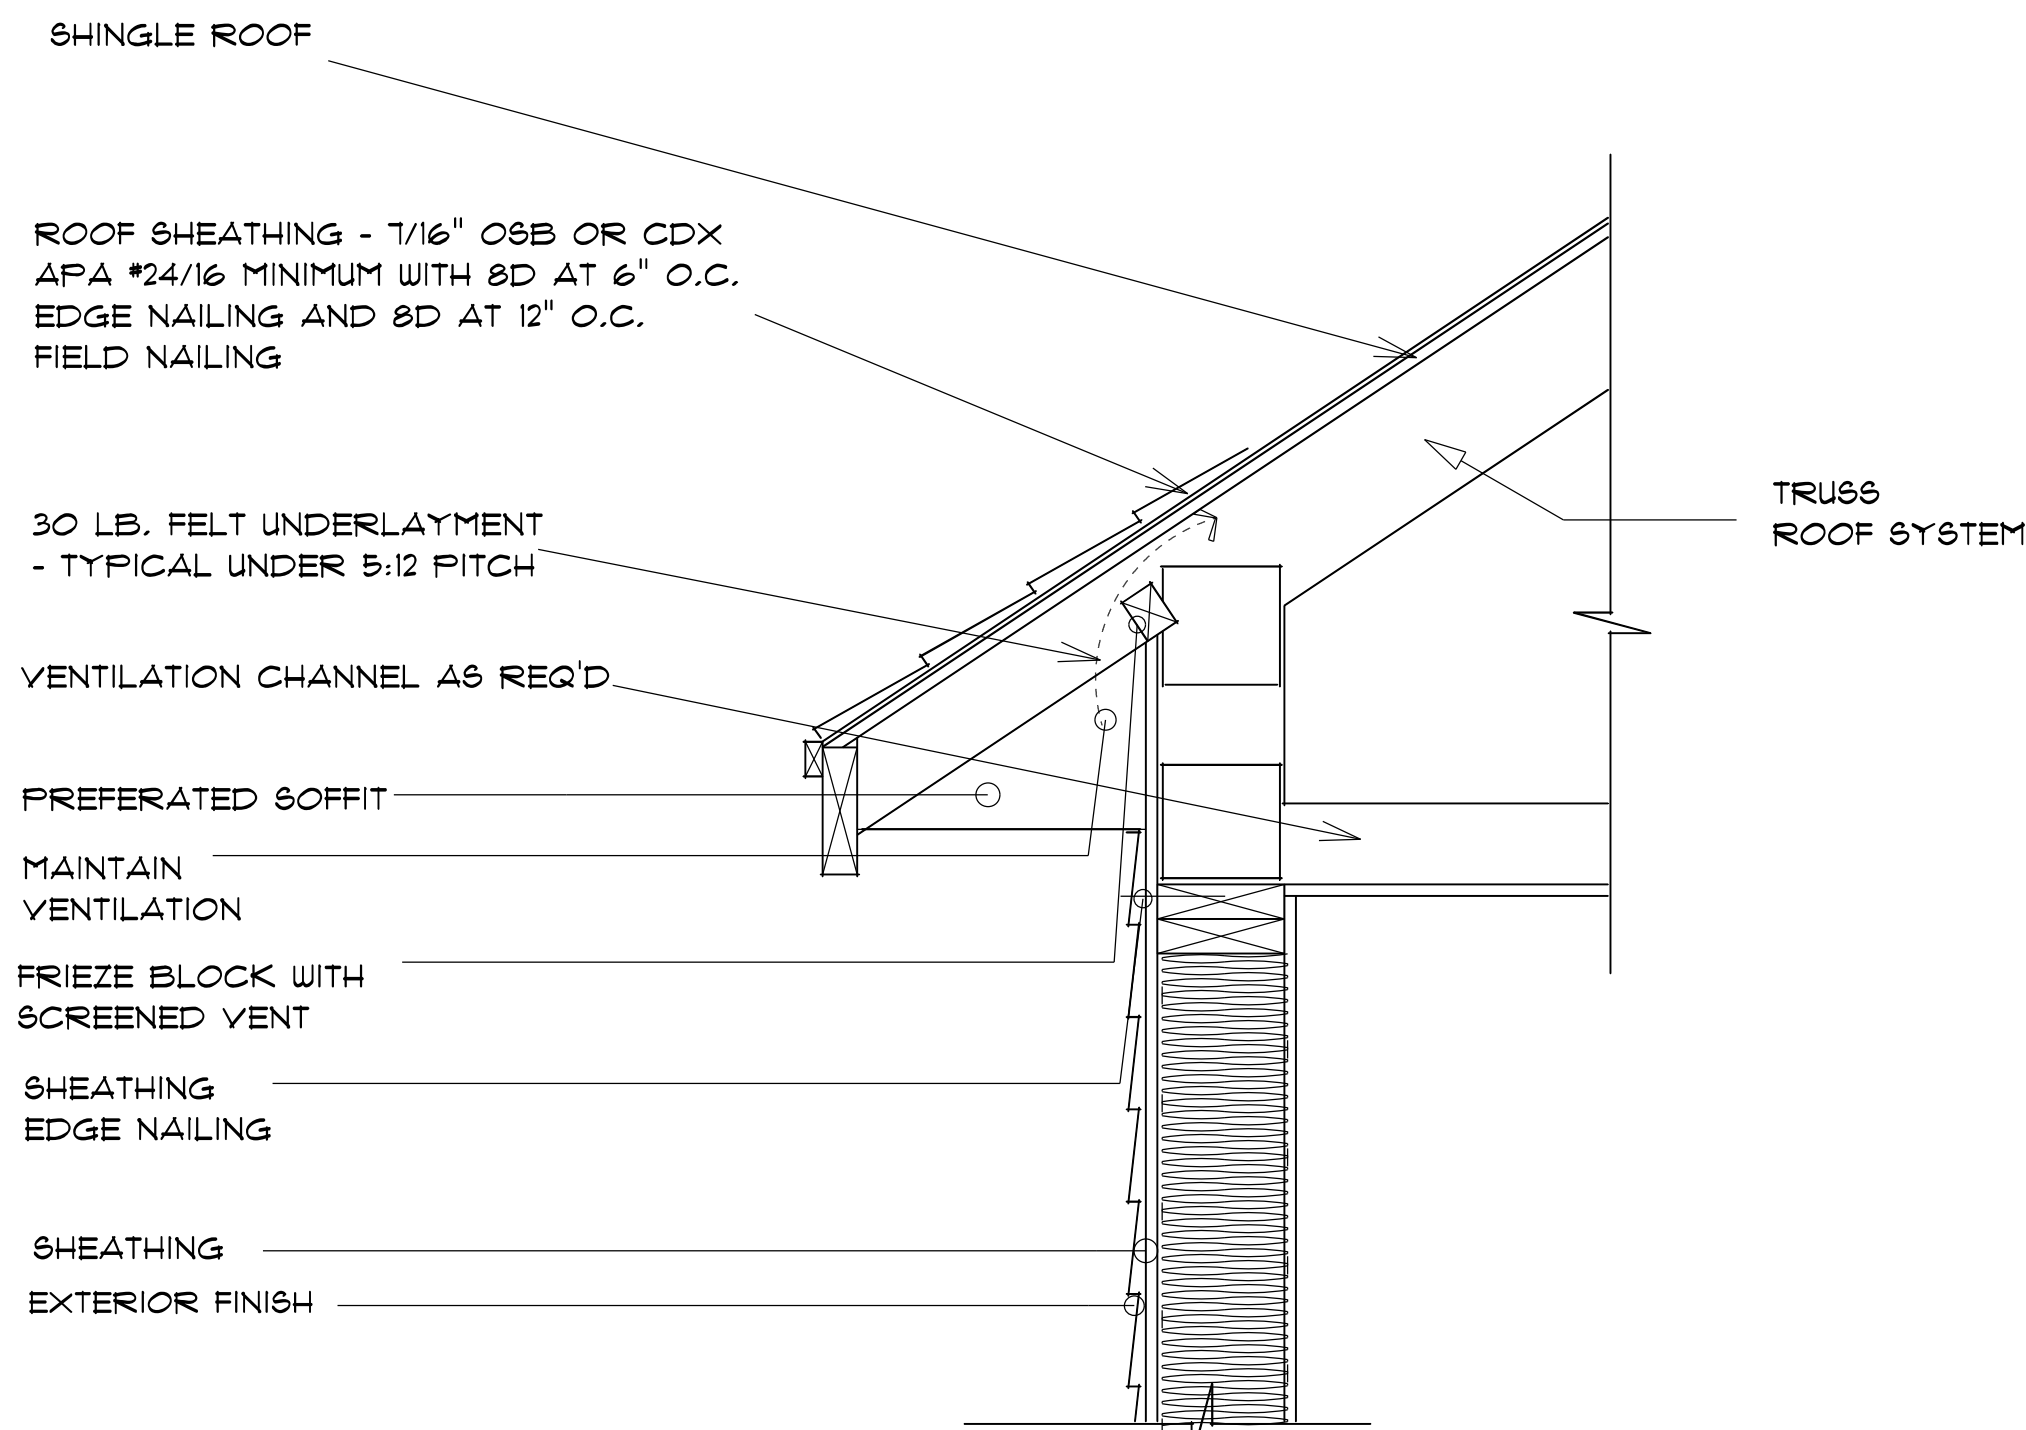 SHINGLE ROOF
ROOF SHEATHING - 7/16" OSB OR CDX
APA #24/16 MINIMUM WITH 8D AT 6" O.C.
EDGE NAILING AND 8D AT 12" O.C.
FIELD NAILING
30 LB. FELT UNDERLAYMENT
- TYPICAL UNDER 5:12 PITCH
TRUSS
ROOF SYSTEM
VENTILATION CHANNEL AS REQ'D
PREFERATED SOFFIT
MAINTAIN
VENTILATION
FRIEZE BLOCK WITH
SCREENED VENT
SHEATHING
EDGE NAILING
SHEATHING
EXTERIOR FINISH